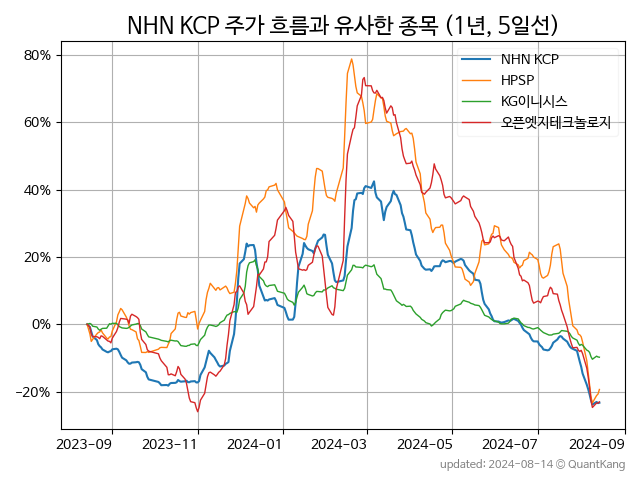 NHN KCP 주가 흐름과 유사한 종목 (1년, 5일선)
80%
60%
40%
20%
0%
−20%
NHN KCP
HPSP
KG이니시스
오픈엣지테크놀로지
2023-09
2023-11
2024-01
2024-03
2024-05
2024-07
2024-09
updated: 2024-08-14 © QuantKang